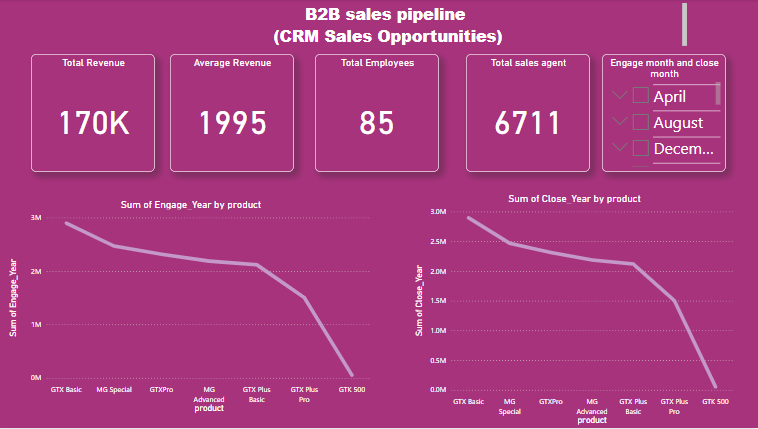 B2B sales pipeline
(CRM Sales Opportunities)
Total Revenue
170K
Average Revenue
1995
Total Employees
85
Total sales agent
6711
Engage month and close
month
April
August
Decem...
Sum of Engage_Year by product
Sum of Engage_Year
3M
2M
1M
0M
GTX Basic
MG Special
GTXPro
MG
Advanced
GTX Plus
Basic
GTX Plus
Pro
GTK 500
product
Sum of Close_Year by product
Sum of Close_Year
3.0M
2.5M
2.0M
1.5M
1.0M
0.5M
0.0M
GTX Basic
MG
Special
GTXPro
MG
Advanced
GTX Plus
Basic
GTX Plus
Pro
GTK 500
product